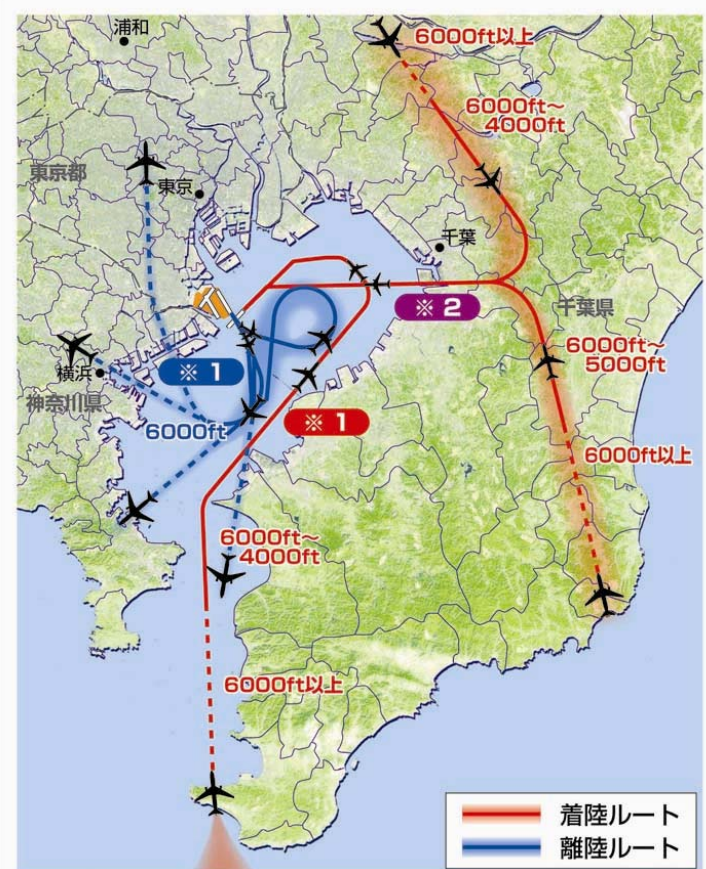 浦和
6000ft以上
6000ft～
4000ft
東京都
東京
千葉
※2
千葉県
6000ft～
5000ft
※1
横浜
神奈川県
6000ft
※1
6000ft以上
6000ft～
4000ft
6000ft以上
着陸ルート
離陸ルート